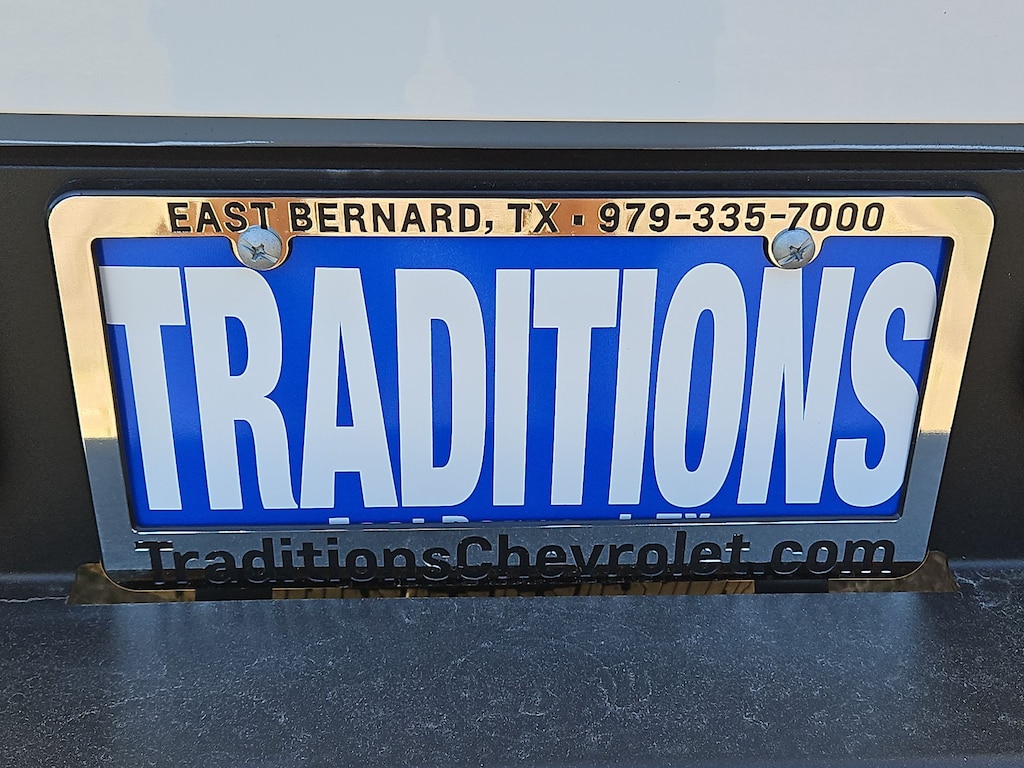 EAST BERNARD, TX • 979-335-7000
TRADITIONS
TraditionsChevrolet.com